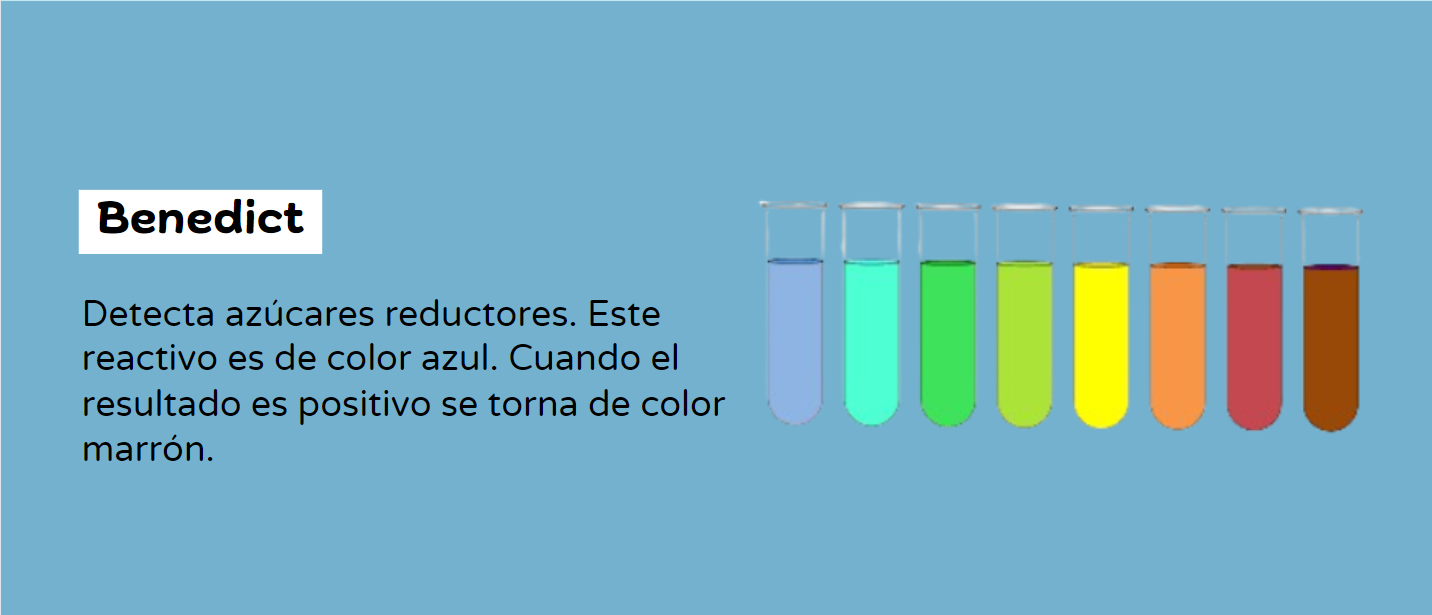 Benedict
Detecta azúcares reductores. Este
reactivo es de color azul. Cuando el
resultado es positivo se torna de color
marrón.